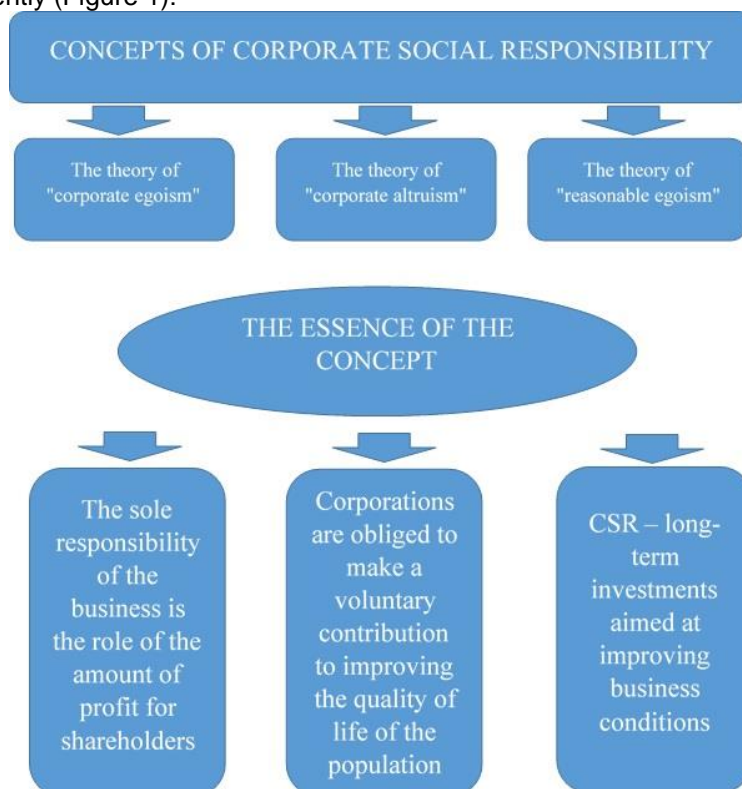 ently (Figure 1).
CONCEPTS OF CORPORATE SOCIAL RESPONSIBILITY
The theory of
"corporate egoism"
The theory of
"corporate altruism"
The theory of
"reasonable egoism"
THE ESSENCE OF THE
CONCEPT
The sole
responsibility
of the
business is
the role of the
amount of
profit for
shareholders
Corporations
are obliged to
make a
voluntary
contribution
to improving
the quality of
life of the
population
CSR – long-
term
investments
aimed at
improving
business
conditions